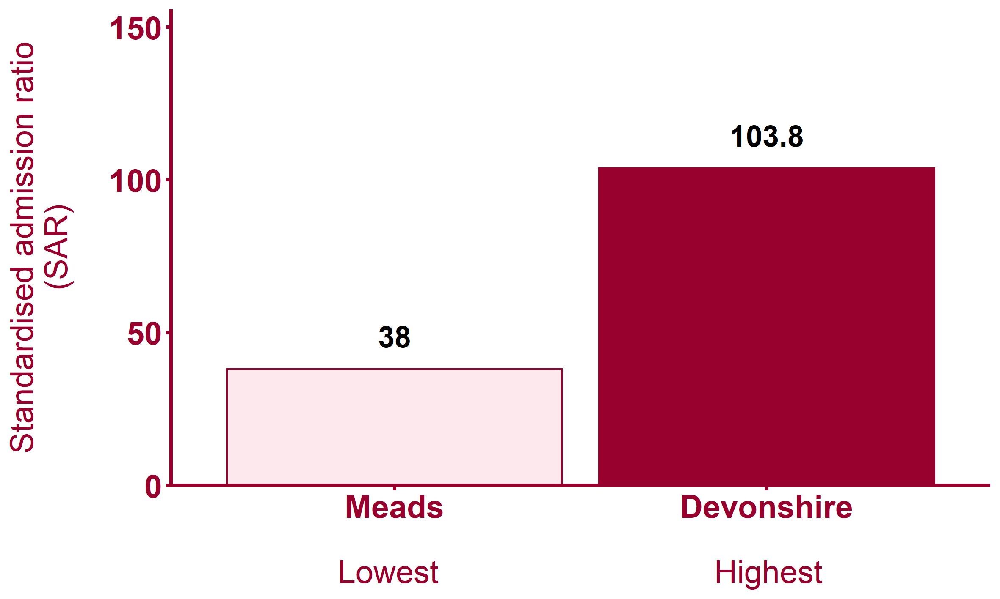 Standardised admission ratio
(SAR)
150
100
50
0
38
103.8
Meads
Devonshire
Lowest
Highest